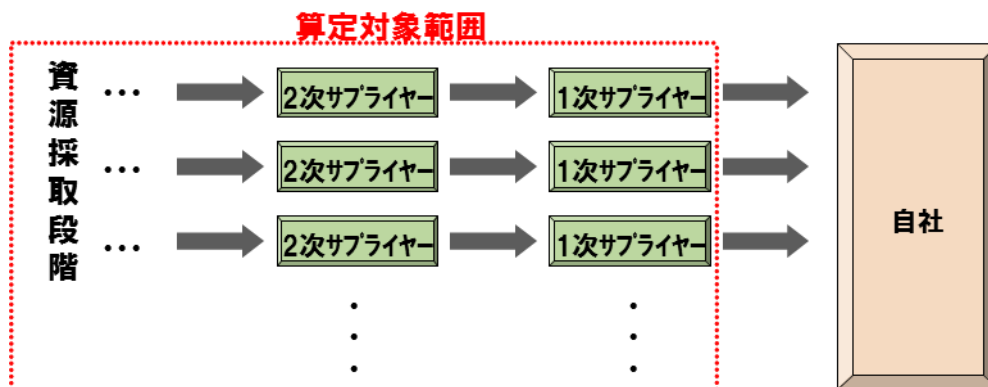 算定対象範囲
資源採取段階
… 2次サプライヤー 1次サプライヤー
… 2次サプライヤー 1次サプライヤー
… 2次サプライヤー 1次サプライヤー
・ ・
・ ・
・ ・
自社